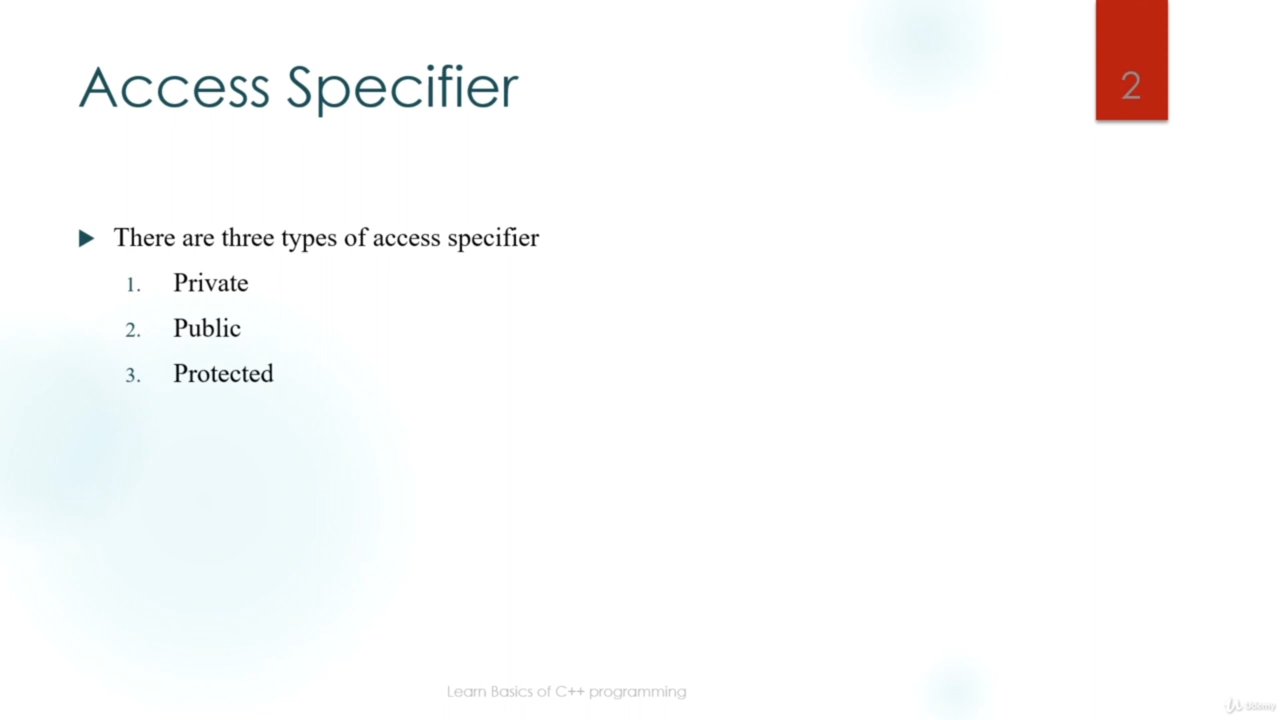 Access Specifier
2
There are three types of access specifier
1. Private
2. Public
3. Protected
Learn Basics of C++ programming
Udemy